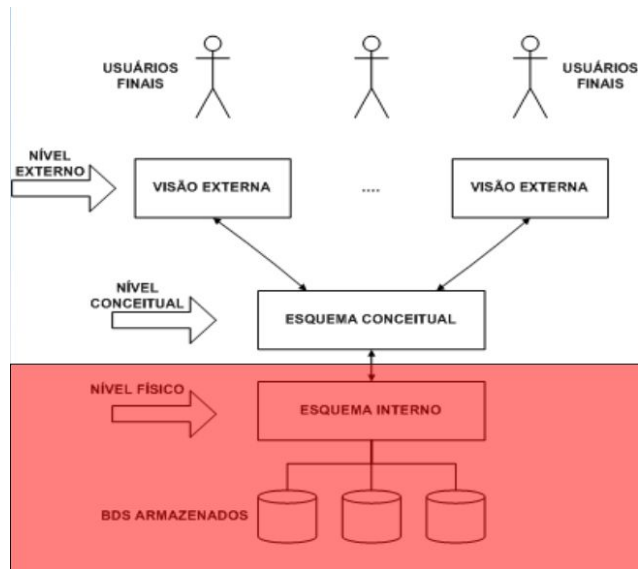 USUÁRIOS
FINAIS
USUÁRIOS
FINAIS
NÍVEL
EXTERNO
VISÃO EXTERNA
....
VISÃO EXTERNA
NÍVEL
CONCEITUAL
ESQUEMA CONCEITUAL
NÍVEL FÍSICO
ESQUEMA INTERNO
BDS ARMAZENADOS